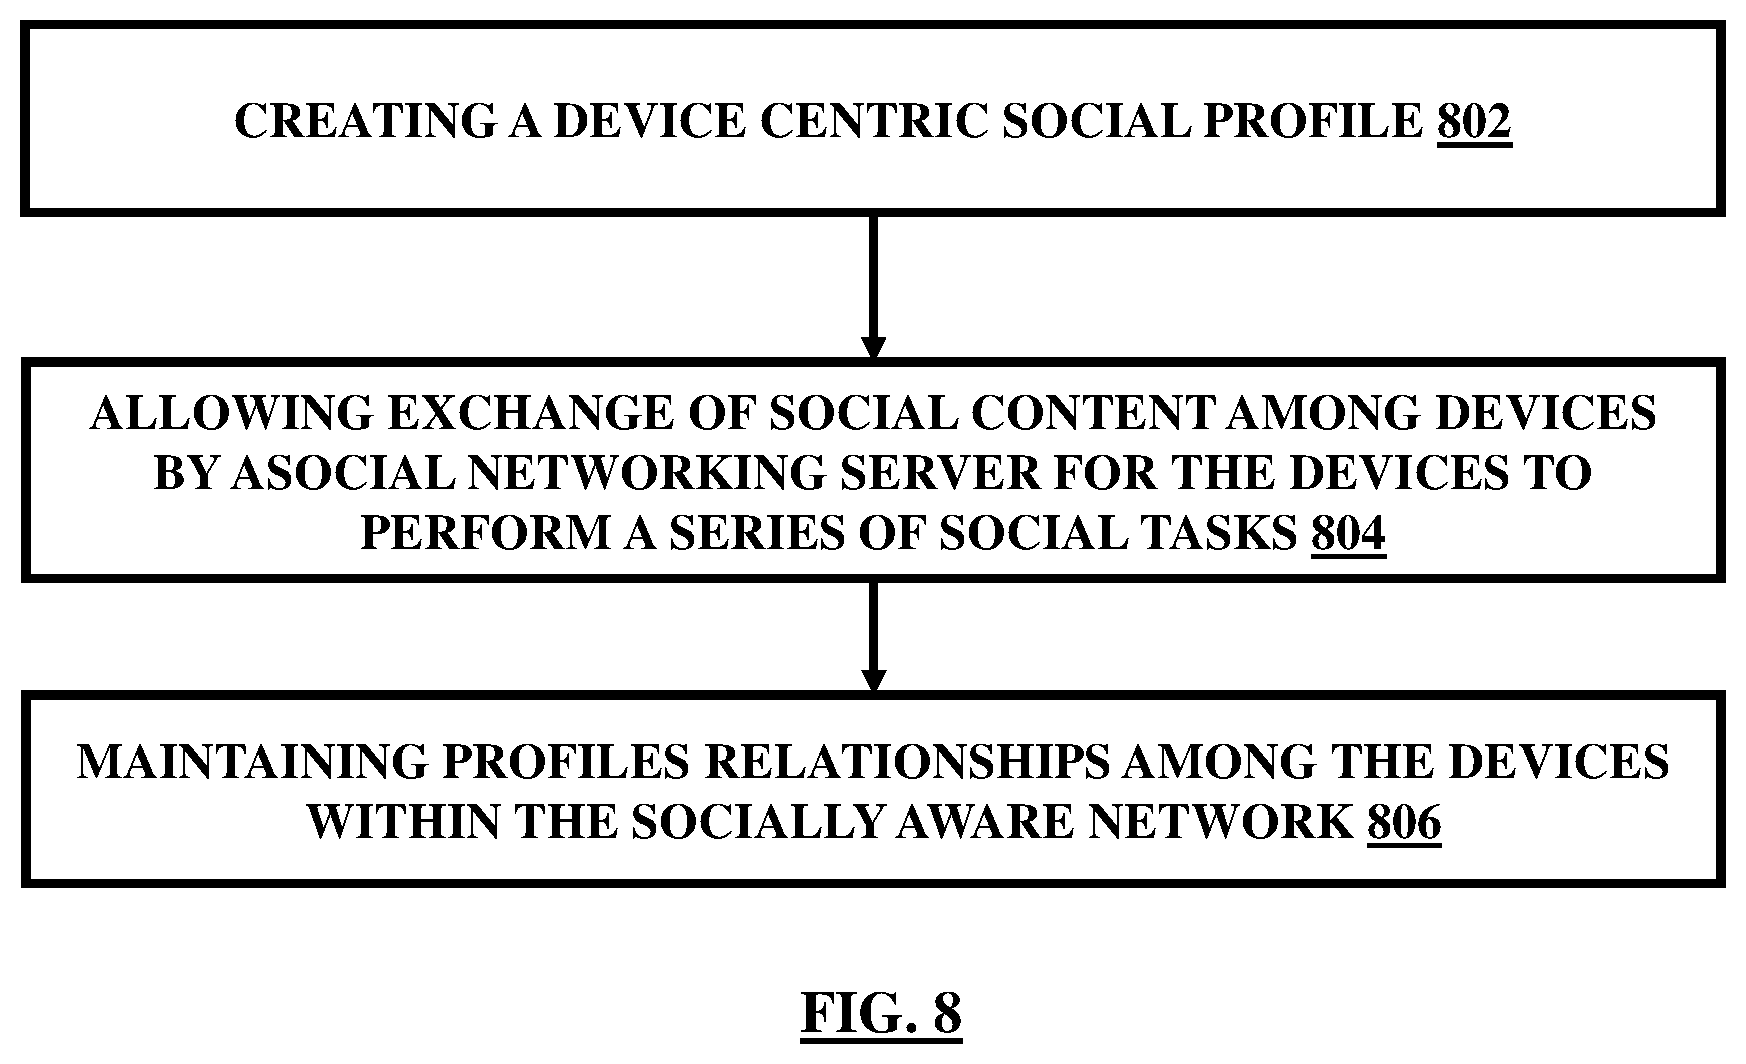 CREATING A DEVICE CENTRIC SOCIAL PROFILE 802
ALLOWING EXCHANGE OF SOCIAL CONTENT AMONG DEVICES
BY ASOCIAL NETWORKING SERVER FOR THE DEVICES TO
PERFORM A SERIES OF SOCIAL TASKS 804
MAINTAINING PROFILES RELATIONSHIPS AMONG THE DEVICES
WITHIN THE SOCIALLY AWARE NETWORK 806
FIG. 8